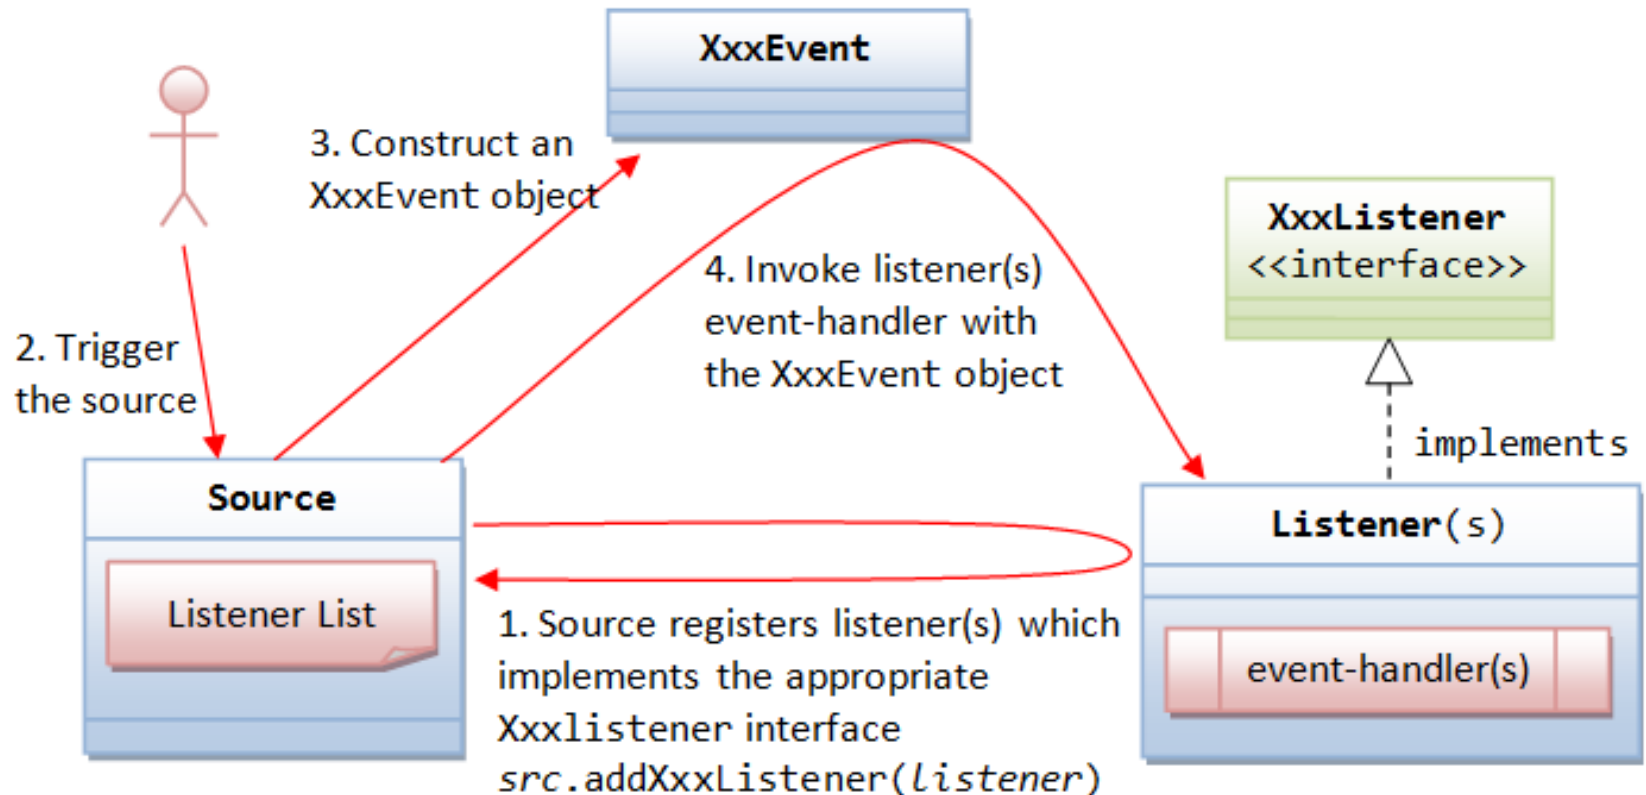 XxxEvent
3. Construct an
XxxEvent object
XxxListener
<<interface>>
4. Invoke listener(s)
event-handler with
the XxxEvent object
2. Trigger
the source
implements
Source
Listener(s)
Listener List
event-handler(s)
1. Source registers listener(s) which
implements the appropriate
Xxxlistener interface
src.addXxxListener(listener)